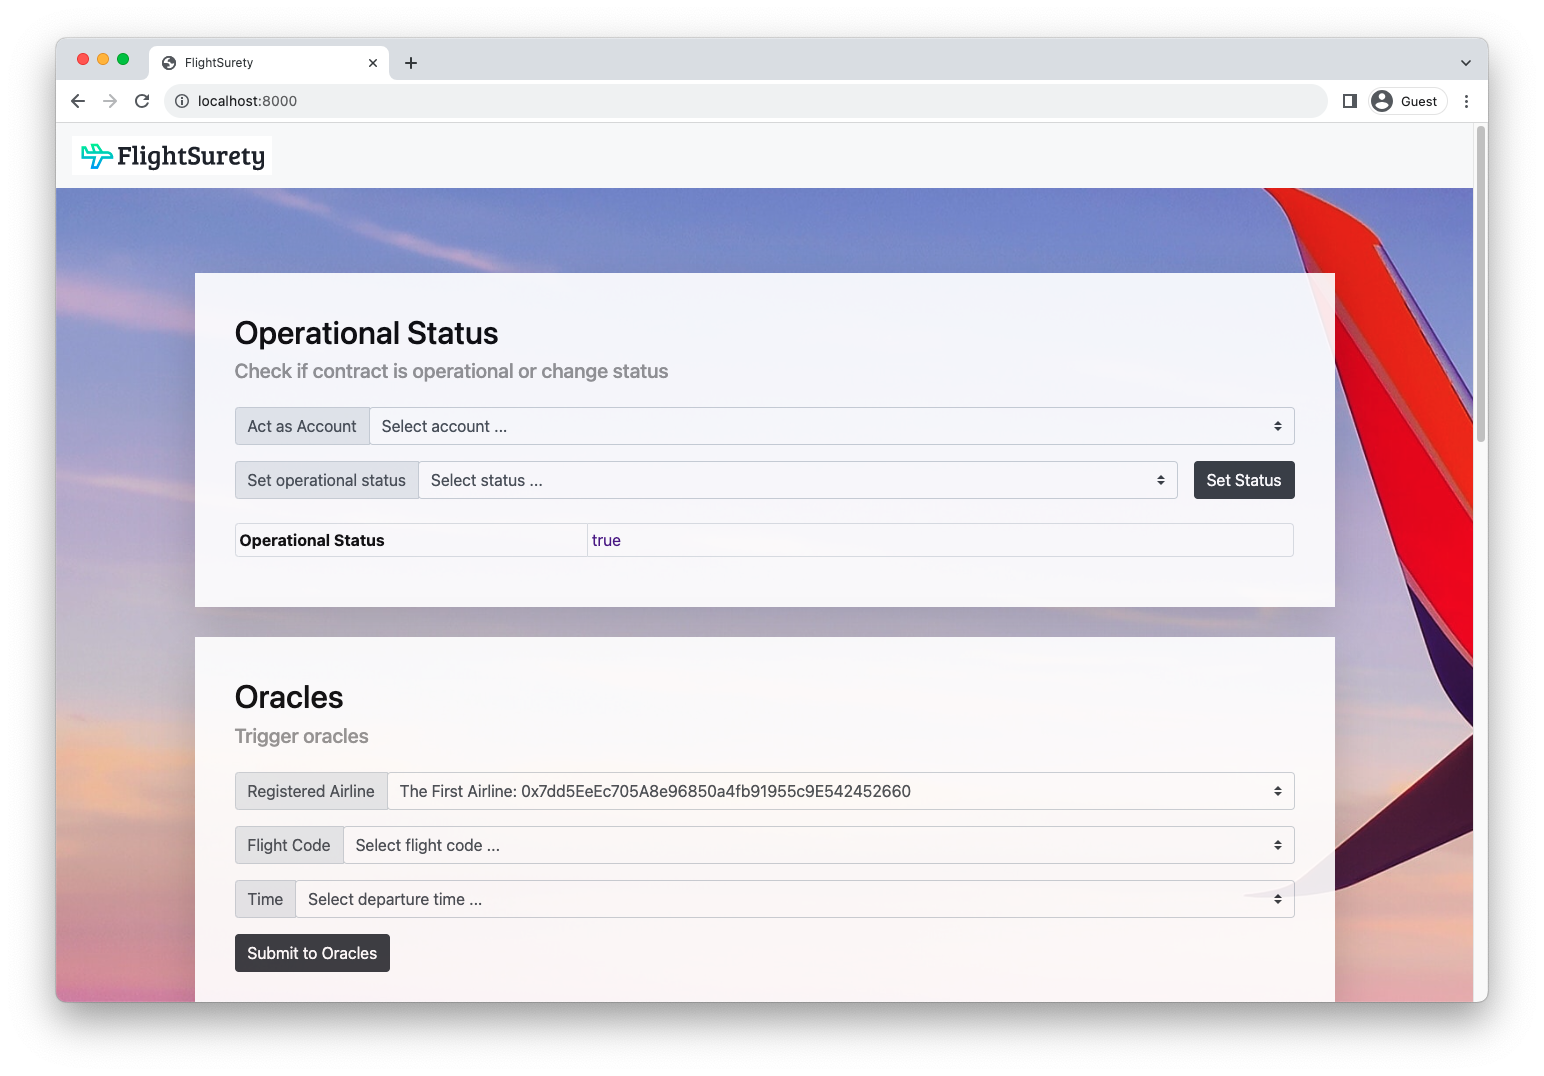 FlightSurety
localhost:8000
Guest
FlightSurety
Operational Status
Check if contract is operational or change status
Act as Account Select account ...
Set operational status Select status ... Set Status
Operational Status true
Oracles
Trigger oracles
Registered Airline The First Airline: 0x7dd5EeEc705A8e96850a4fb91955c9E542452660
Flight Code Select flight code ...
Time Select departure time ...
Submit to Oracles